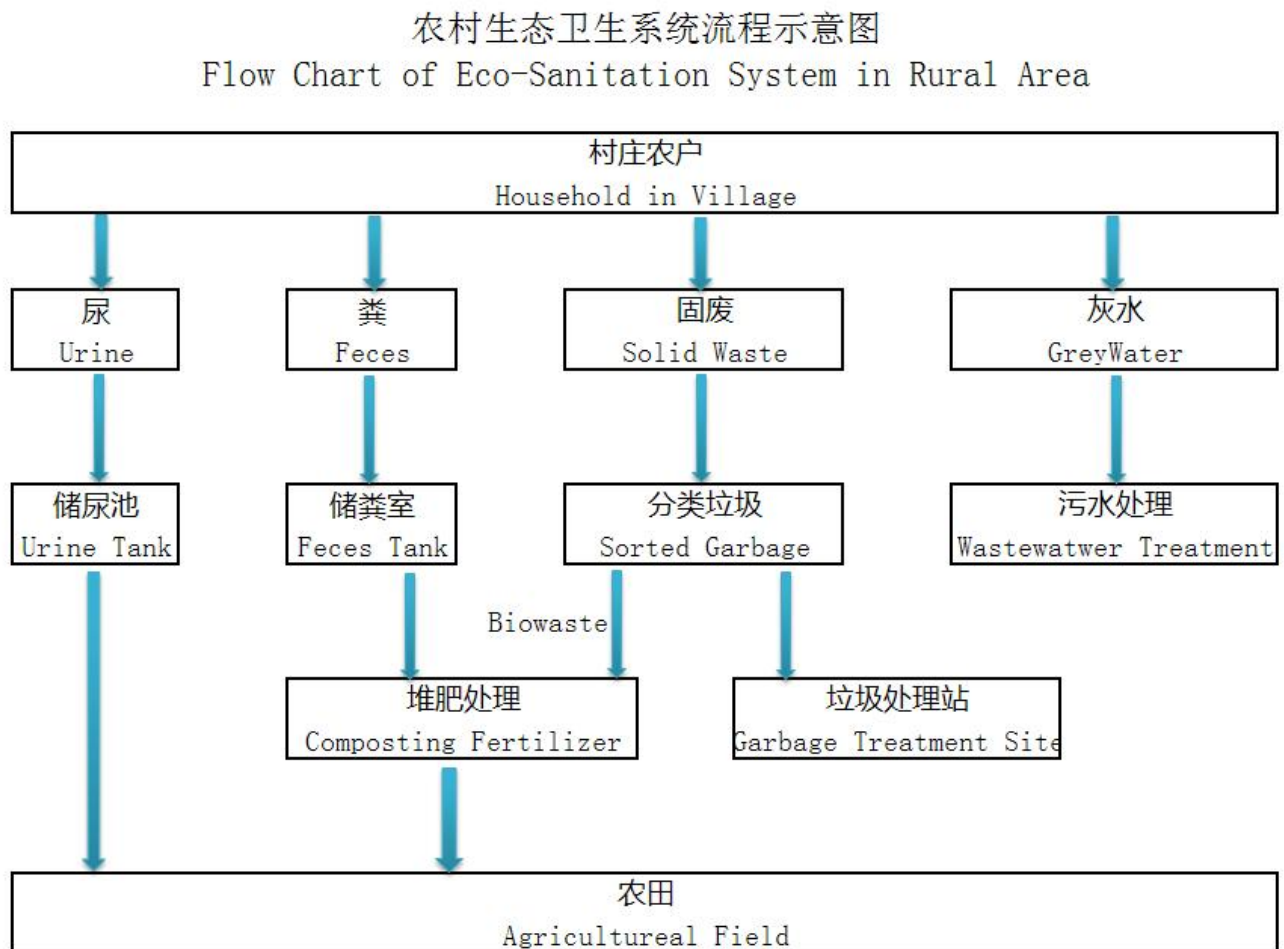 农村生态卫生系统流程示意图
Flow Chart of Eco-Sanitation System in Rural Area
村庄农户
Household in Village
尿
Urine
粪
Feces
固废
Solid Waste
灰水
GreyWater
储尿池
Urine Tank
储粪室
Feces Tank
分类垃圾
Sorted Garbage
污水处理
Wastewatwer Treatment
Biowaste
堆肥处理
Composting Fertilizer
垃圾处理站
Garbage Treatment Site
农田
Agricultureal Field